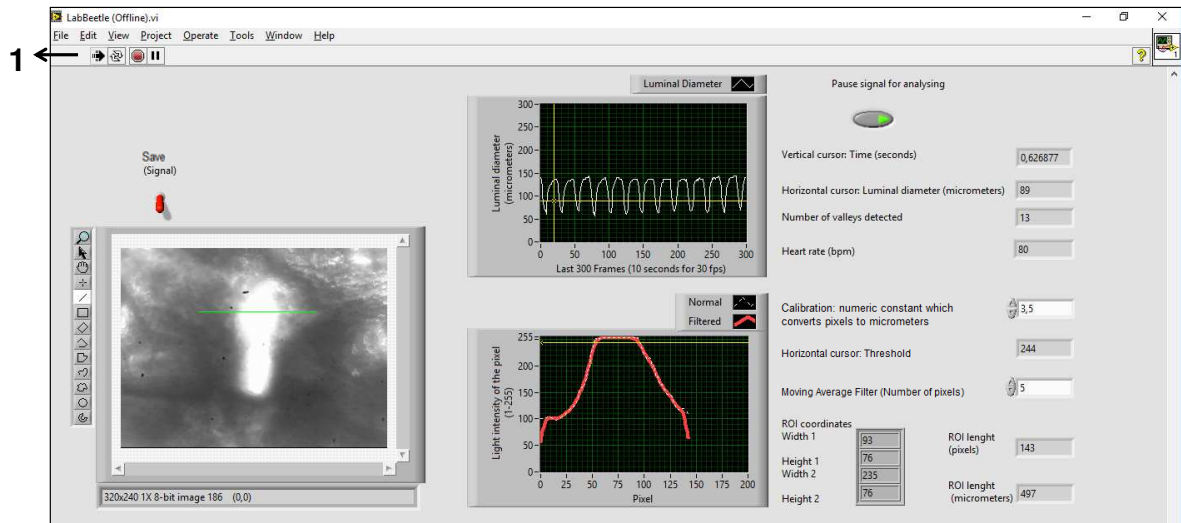 LabBeetle (Offline).vi
File Edit View Project Operate Tools Window Help
1
1
Save
(Signal)
320x240 1X 8-bit image 186 (0,0)
Luminal Diameter
Luminal diameter
(micrometers)
300
250
200
150
100
50
0
0 50 100 150 200 250 300
Last 300 Frames (10 seconds for 30 fps)
Normal
Filtered
Light intensity of the pixel
(1-255)
255
200
150
100
50
0
0 25 50 75 100 125 150 175 200
Pixel
Pause signal for analysing
Vertical cursor: Time (seconds) 0,626877
Horizontal cursor: Luminal diameter (micrometers) 89
Number of valleys detected 13
Heart rate (bpm) 80
Calibration: numeric constant which
converts pixels to micrometers 3,5
Horizontal cursor: Threshold 244
Moving Average Filter (Number of pixels) 5
ROI coordinates
Width 1 93
Height 1 76
Width 2 235
Height 2 76
ROI lenght
(pixels) 143
ROI lenght
(micrometers) 497